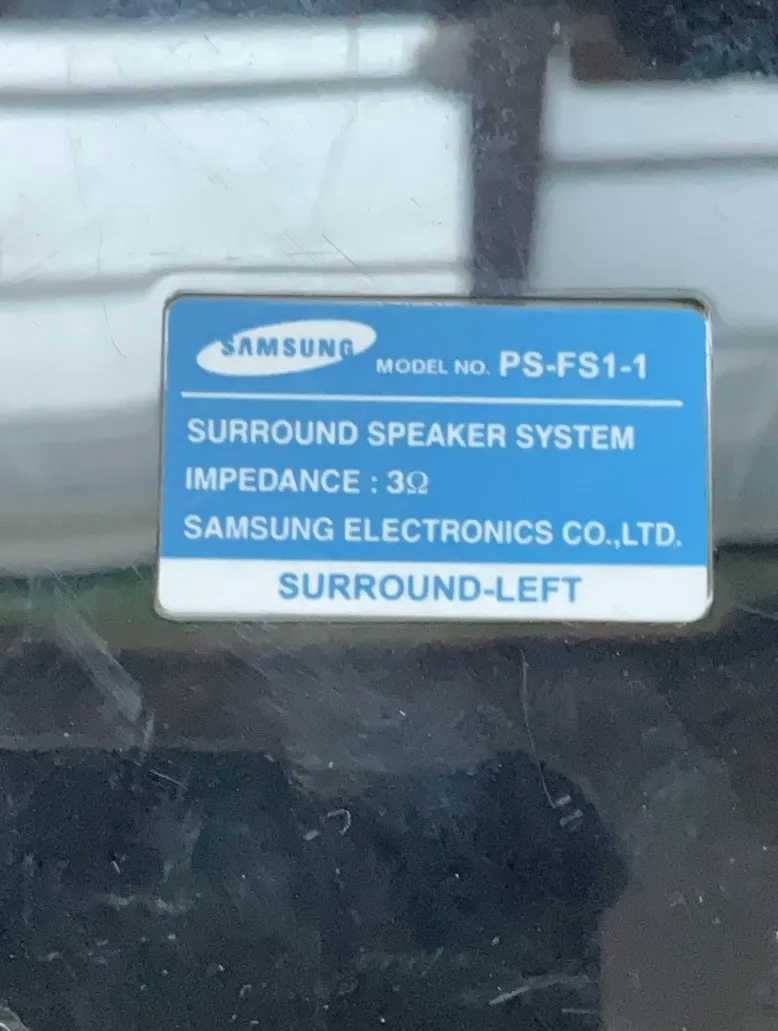 SAMSUNG MODEL NO. PS-FS1-1
SURROUND SPEAKER SYSTEM
IMPEDANCE : 3Ω
SAMSUNG ELECTRONICS CO.,LTD.
SURROUND-LEFT